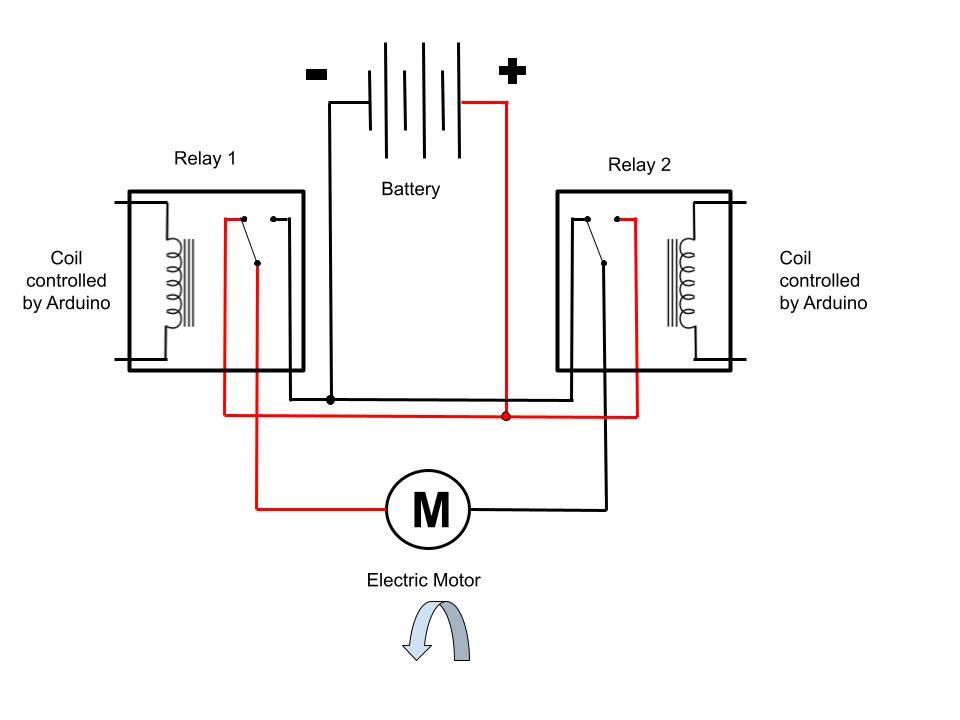 -
+
Relay 1
Relay 2
Battery
Coil
controlled
by Arduino
Coil
controlled
by Arduino
M
Electric Motor